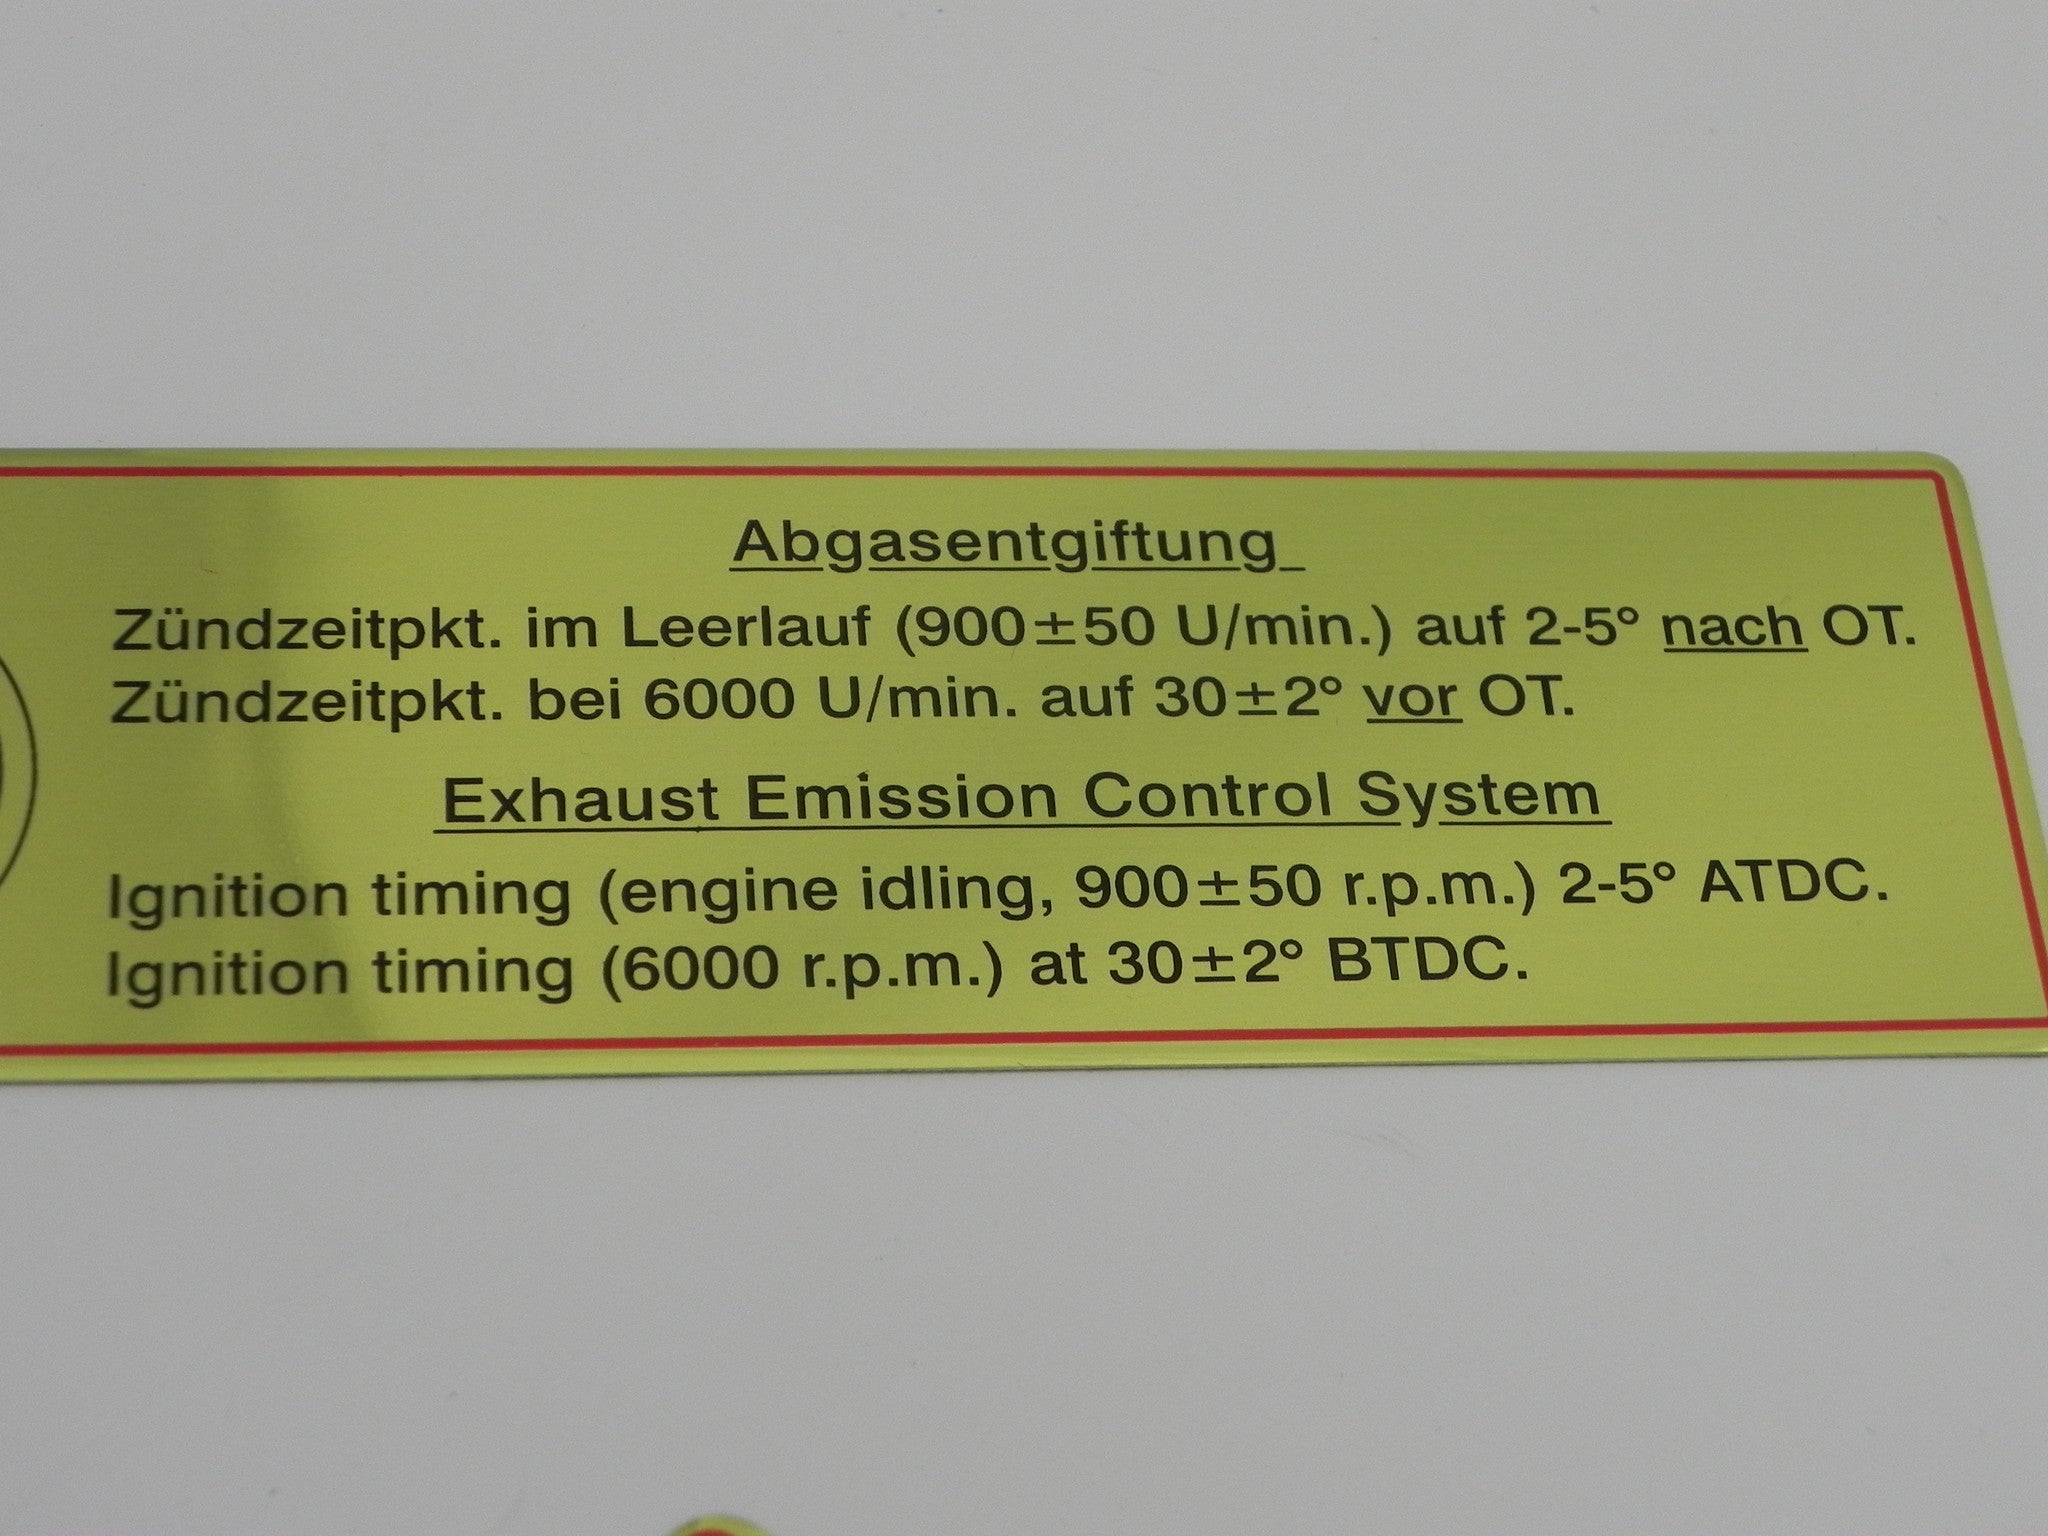 Abgasentgiftung
Zündzeitpkt. im Leerlauf (900±50 U/min.) auf 2-5° nach OT.
Zündzeitpkt. bei 6000 U/min. auf 30±2° vor OT.
Exhaust Emission Control System
Ignition timing (engine idling, 900±50 r.p.m.) 2-5° ATDC.
Ignition timing (6000 r.p.m.) at 30±2° BTDC.